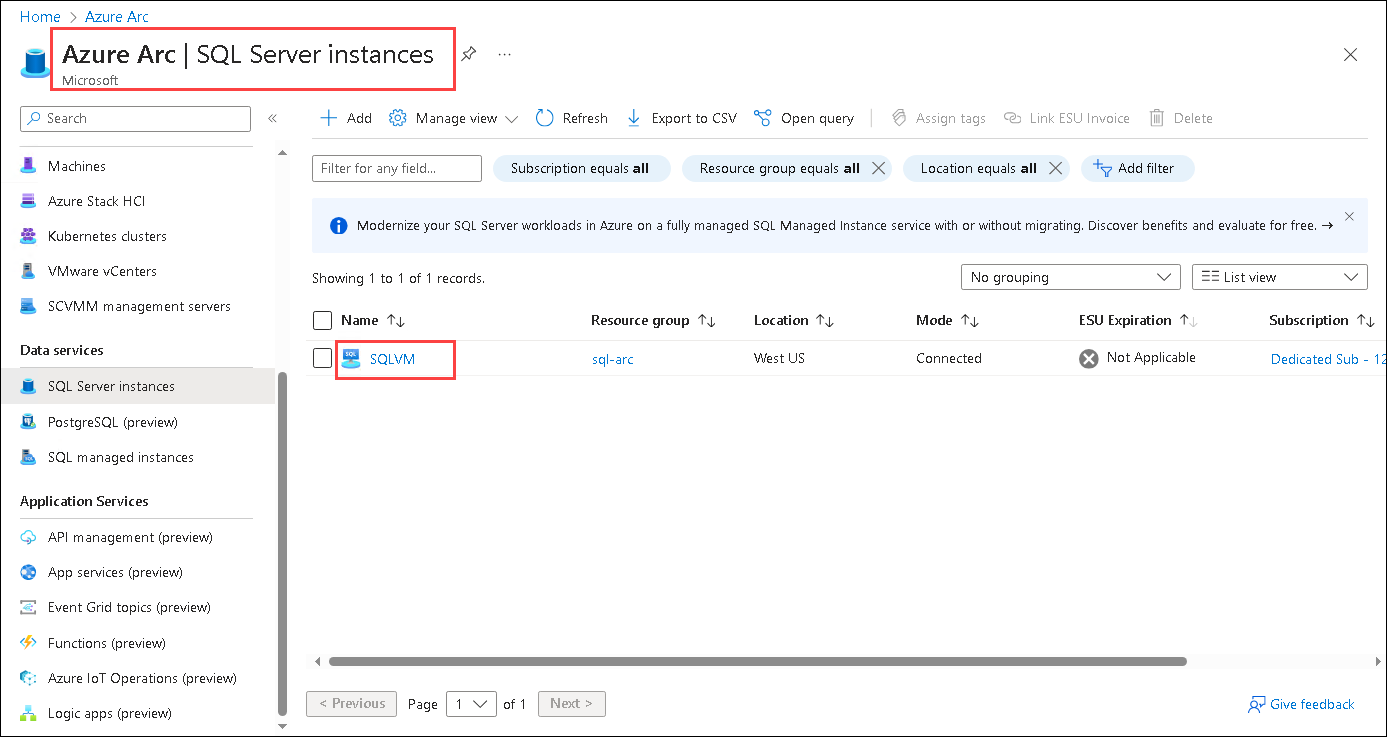 Home > Azure Arc
Azure Arc | SQL Server instances
Microsoft
Search
«
Machines
Azure Stack HCI
Kubernetes clusters
VMware vCenters
SCVMM management servers
Data services
SQL Server instances
PostgreSQL (preview)
SQL managed instances
Application Services
API management (preview)
App services (preview)
Event Grid topics (preview)
Functions (preview)
Azure IoT Operations (preview)
Logic apps (preview)
Add Manage view Refresh Export to CSV Open query Assign tags Link ESU Invoice Delete
Filter for any field... Subscription equals all Resource group equals all Location equals all Add filter
Modernize your SQL Server workloads in Azure on a fully managed SQL Managed Instance service with or without migrating. Discover benefits and evaluate for free. →
Showing 1 to 1 of 1 records. No grouping List view
Name ↑↓ Resource group ↑↓ Location ↑↓ Mode ↑↓ ESU Expiration ↑↓ Subscription ↑↓
SQLVM sql-arc West US Connected Not Applicable Dedicated Sub - 12
< Previous Page 1 of 1 Next > Give feedback